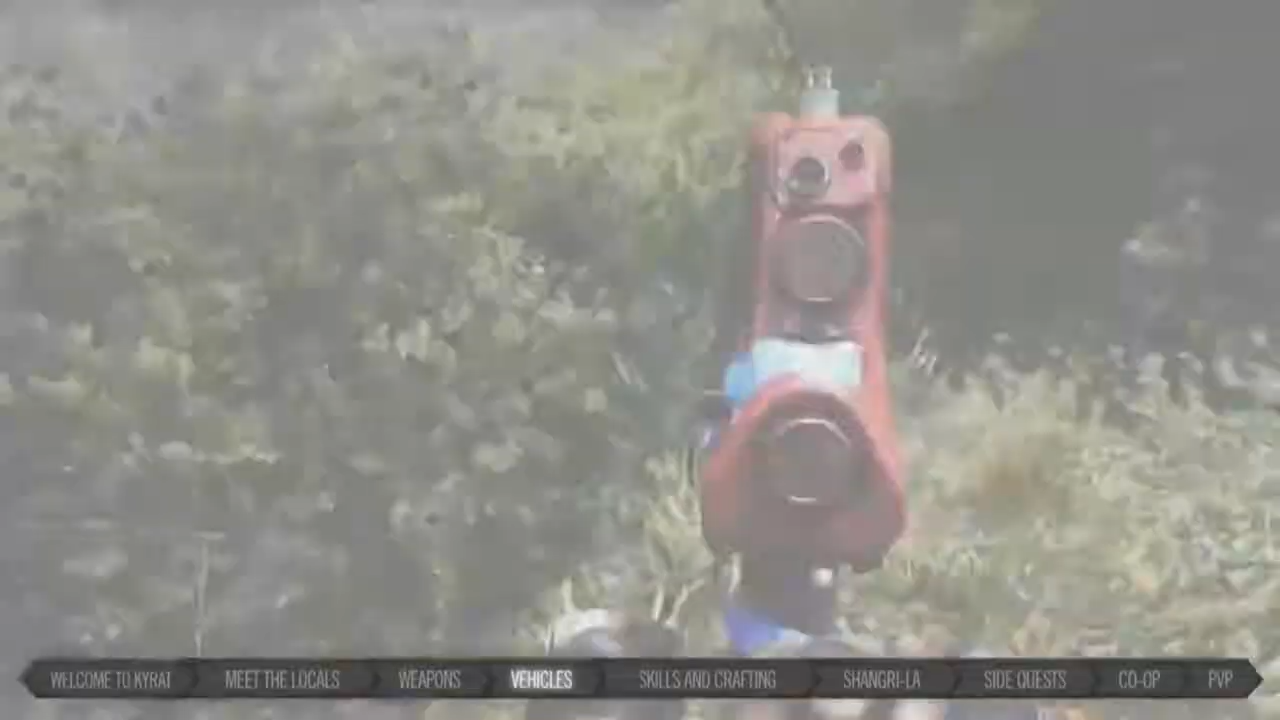 WELCOME TO KYRAT MEET THE LOCALS WEAPONS VEHICLES SKILLS AND CRAFTING SHANGRI-LA SIDE QUESTS CO-OP PVP